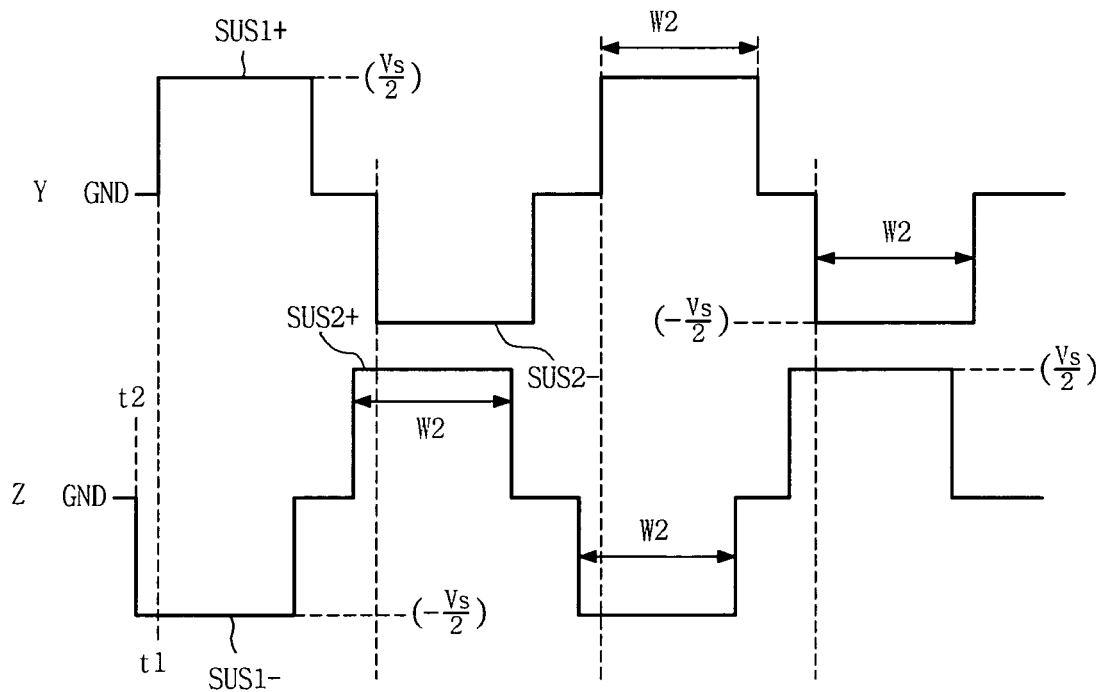 W2
SUS1+
(Vs/2)
Y GND
W2
(-Vs/2)
SUS2+
SUS2-
(Vs/2)
t2
W2
Z GND
W2
(-Vs/2)
t1
SUS1-